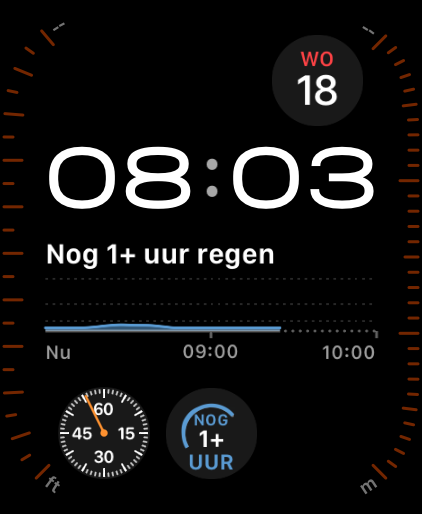 --
--
WO
18
08:03
Nog 1+ uur regen
Nu 09:00 10:00
60
45 15
30
NOG
1+
UUR
ft
m